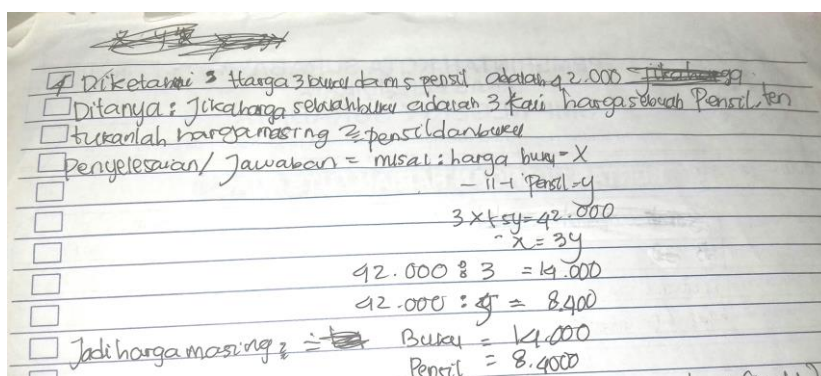 4 Diketahui : Harga 3 buku dam 5 pensil adalah 42.000
Ditanya : Jika harga sebuah buku adalah 3 kali harga sebuah Pensil, ten
tukanlah harga masing 2 pensil dan buku
Penyelesaian / Jawaban = misal : harga buku = x
- 11 - Pensil = y
3x + 5y = 42.000
x = 3y
42.000 : 3 = 14.000
42.000 : 5 = 8.400
Jadi harga masing 2 = Buku = 14.000
Pensil = 8.4000